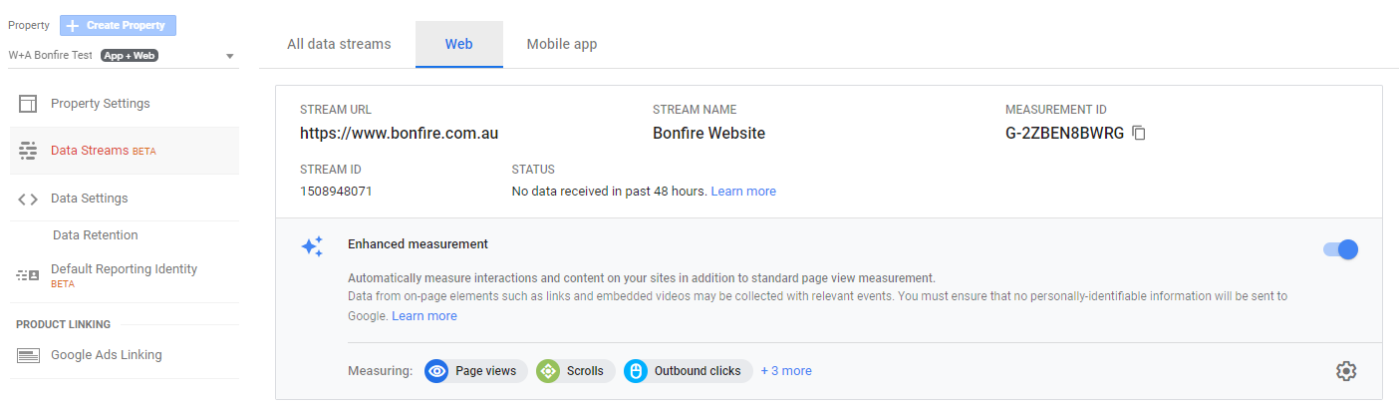 Property + Create Property
W+A Bonfire Test App + Web
Property Settings
Data Streams BETA
Data Settings
Data Retention
Default Reporting Identity
BETA
PRODUCT LINKING
Google Ads Linking
All data streams Web Mobile app
STREAM URL STREAM NAME MEASUREMENT ID
https://www.bonfire.com.au Bonfire Website G-2ZBEN8BWRG
STREAM ID STATUS
1508948071 No data received in past 48 hours. Learn more
Enhanced measurement
Automatically measure interactions and content on your sites in addition to standard page view measurement.
Data from on-page elements such as links and embedded videos may be collected with relevant events. You must ensure that no personally-identifiable information will be sent to
Google. Learn more
Measuring: Page views Scrolls Outbound clicks + 3 more